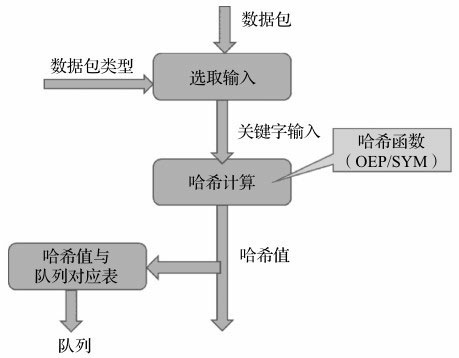 数据包
数据包类型
选取输入
关键字输入
哈希函数
（OEP/SYM）
哈希计算
哈希值
哈希值与
队列对应表
队列